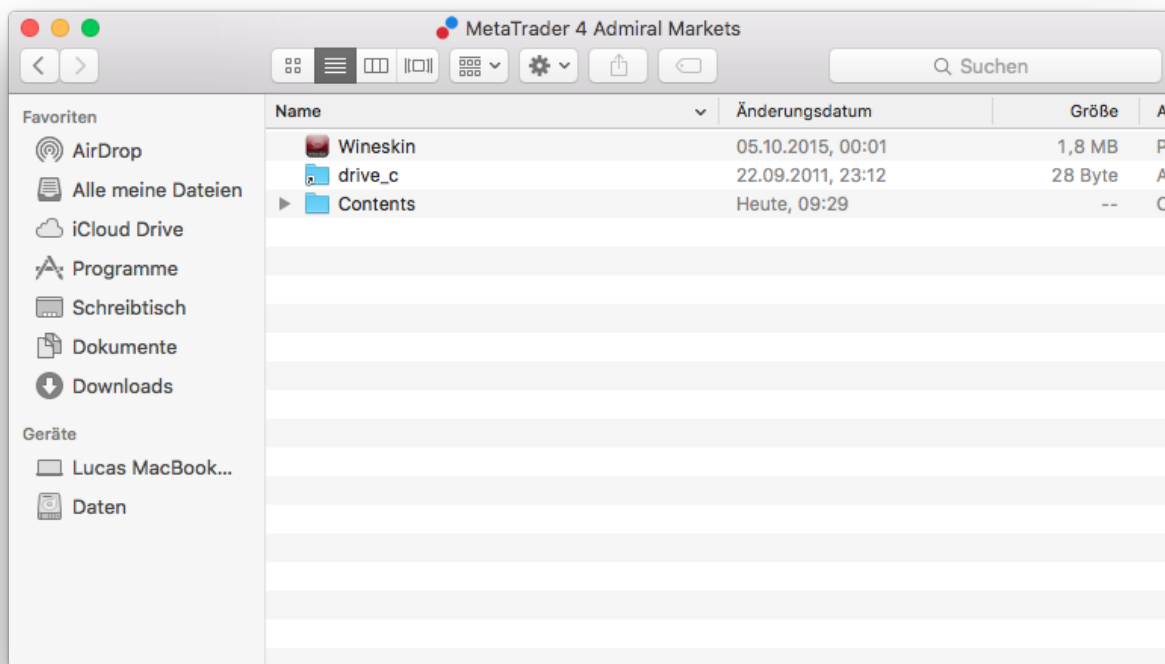 MetaTrader 4 Admiral Markets
Suchen
Favoriten
AirDrop
Alle meine Dateien
iCloud Drive
Programme
Schreibtisch
Dokumente
Downloads
Geräte
Lucas MacBook...
Daten
Name Änderungsdatum Größe A
Wineskin 05.10.2015, 00:01 1,8 MB P
drive_c 22.09.2011, 23:12 28 Byte A
Contents Heute, 09:29 --